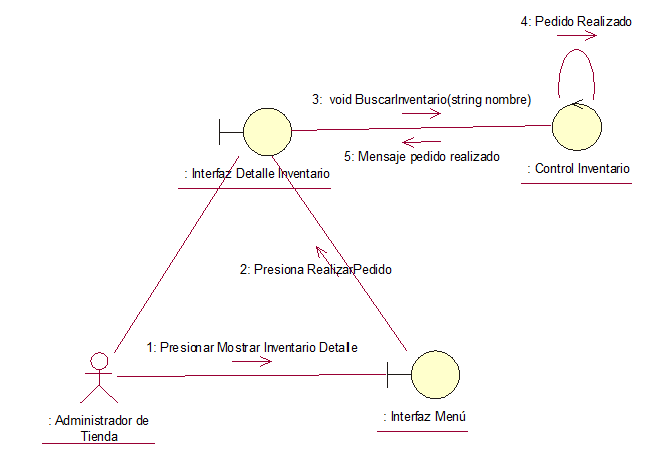 4: Pedido Realizado
3: void BuscarInventario(string nombre)
5: Mensaje pedido realizado
: Interfaz Detalle Inventario
: Control Inventario
2: Presiona RealizarPedido
1: Presionar Mostrar Inventario Detalle
: Administrador de
Tienda
: Interfaz Menú